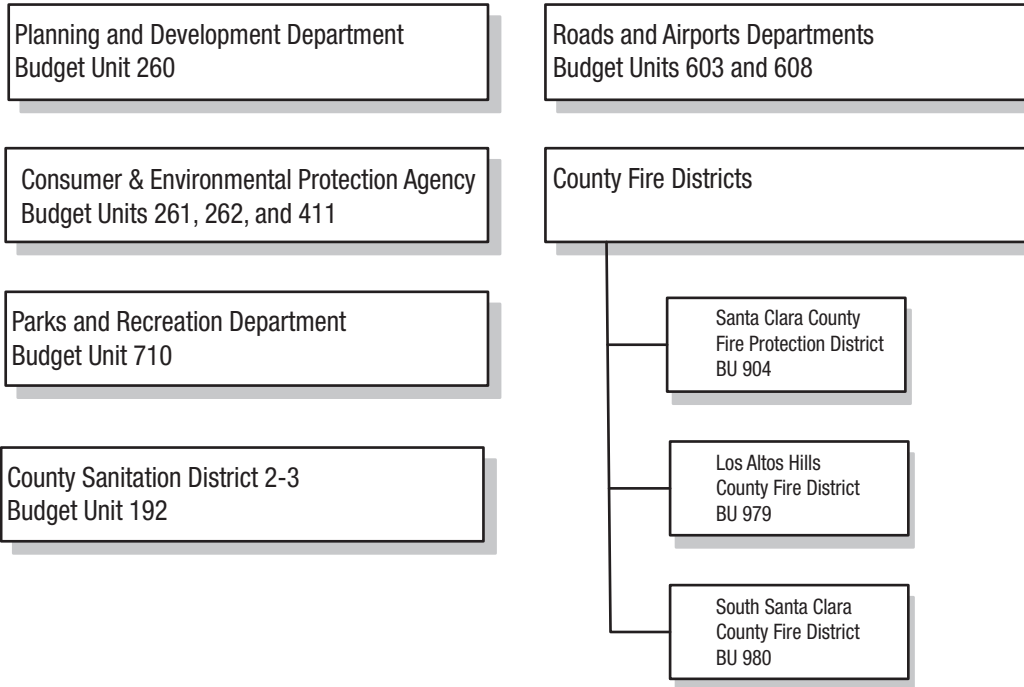 Planning and Development Department
Budget Unit 260
Consumer & Environmental Protection Agency
Budget Units 261, 262, and 411
Parks and Recreation Department
Budget Unit 710
County Sanitation District 2-3
Budget Unit 192
Roads and Airports Departments
Budget Units 603 and 608
County Fire Districts
Santa Clara County
Fire Protection District
BU 904
Los Altos Hills
County Fire District
BU 979
South Santa Clara
County Fire District
BU 980